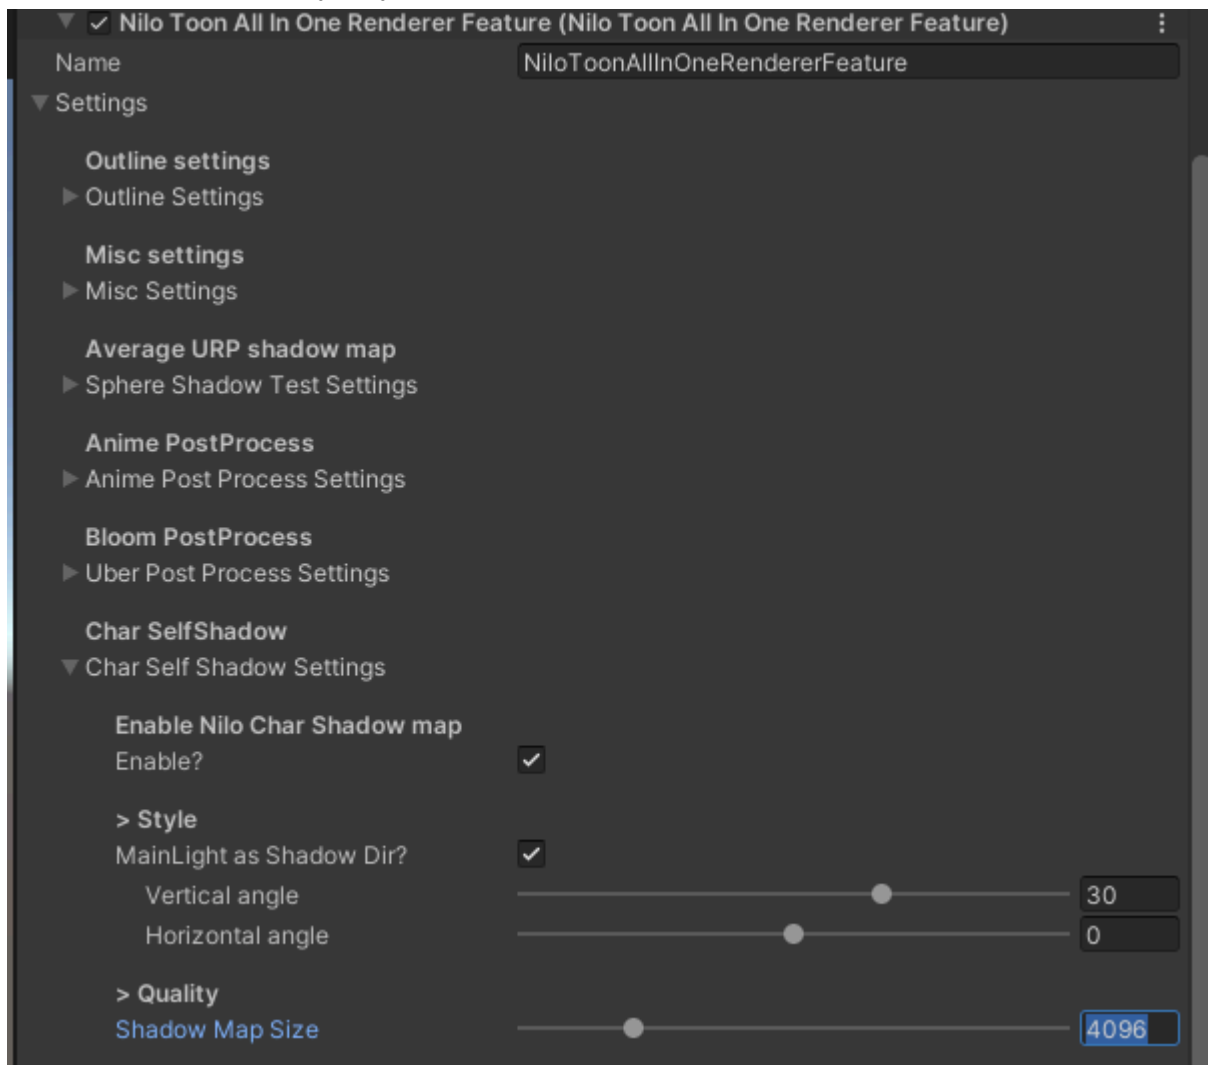 Nilo Toon All In One Renderer Feature (Nilo Toon All In One Renderer Feature)
Name NiloToonAllInOneRendererFeature
Settings
Outline settings
Outline Settings
Misc settings
Misc Settings
Average URP shadow map
Sphere Shadow Test Settings
Anime PostProcess
Anime Post Process Settings
Bloom PostProcess
Uber Post Process Settings
Char SelfShadow
Char Self Shadow Settings
Enable Nilo Char Shadow map
Enable?
> Style
MainLight as Shadow Dir?
Vertical angle 30
Horizontal angle 0
> Quality
Shadow Map Size 4096